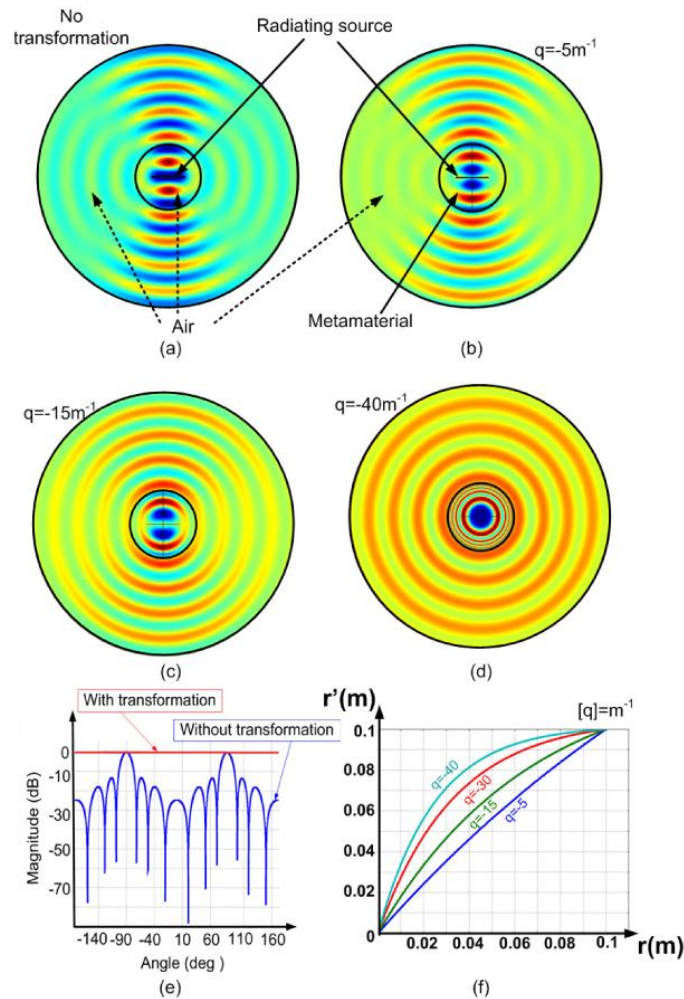 No
transformation
Radiating source
q=-5m⁻¹
Air
Metamaterial
(a)
(b)
q=-15m⁻¹
q=-40m⁻¹
(c)
(d)
With transformation
Without transformation
0
-10
-30
-50
-70
Magnitude (dB)
-140 -90 -40 10 60 110 160
Angle (deg )
(e)
r'(m)
[q]=m⁻¹
0.1
0.08
0.06
0.04
0.02
0
q=-40
q=-30
q=-15
q=-5
0.02 0.04 0.06 0.08 0.1
r(m)
(f)